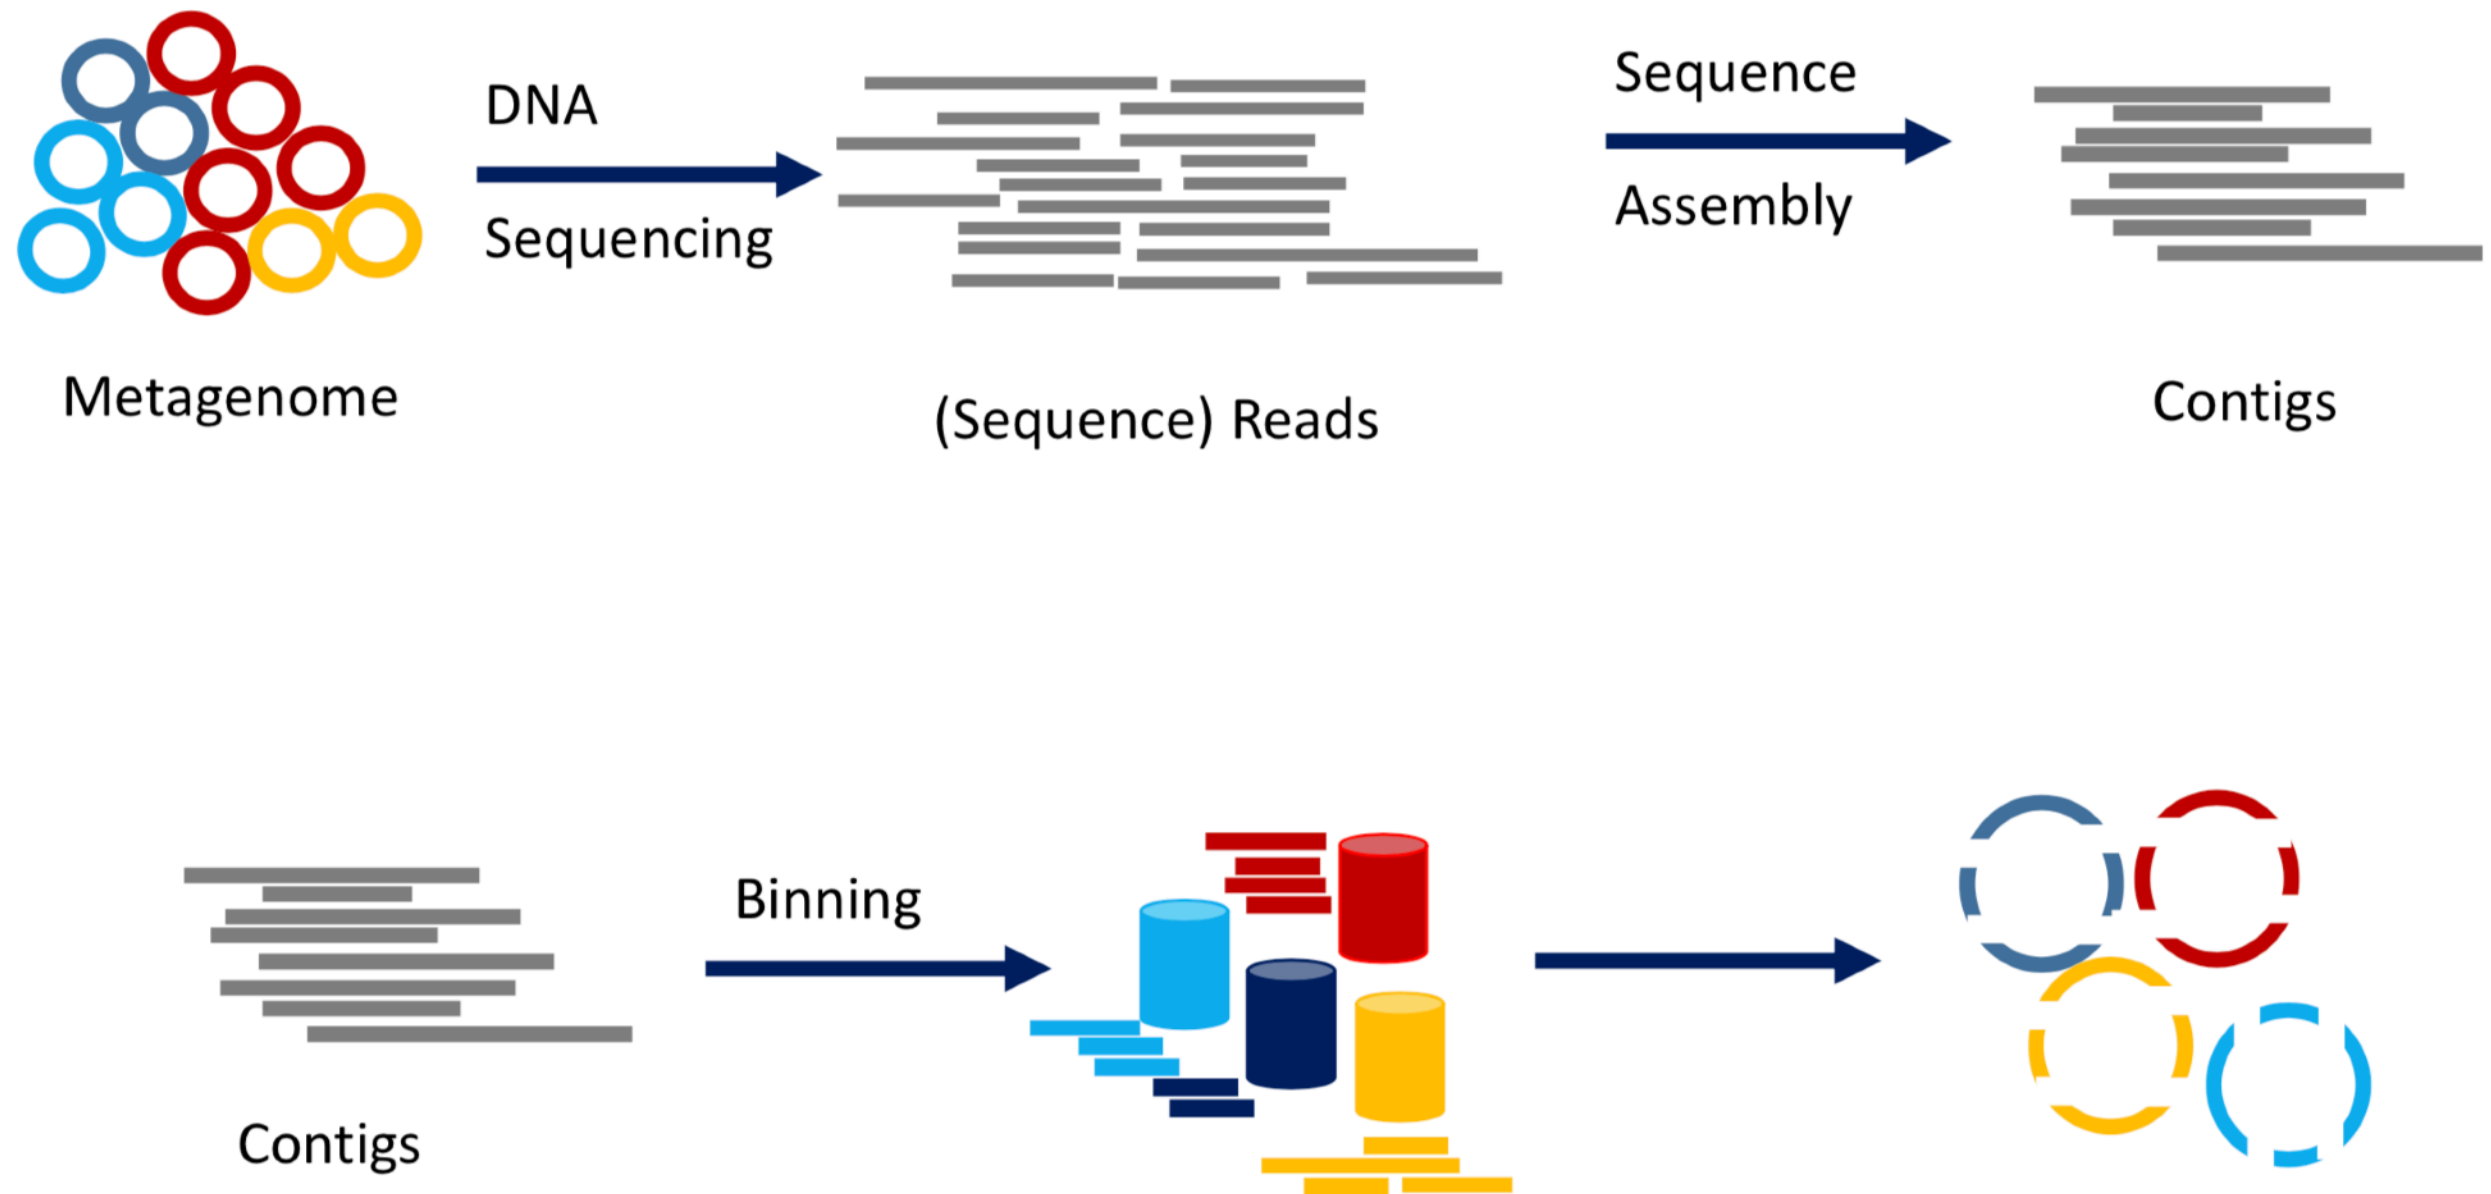 DNA
Sequencing
Sequence
Assembly
Metagenome
(Sequence) Reads
Contigs
Binning
Contigs